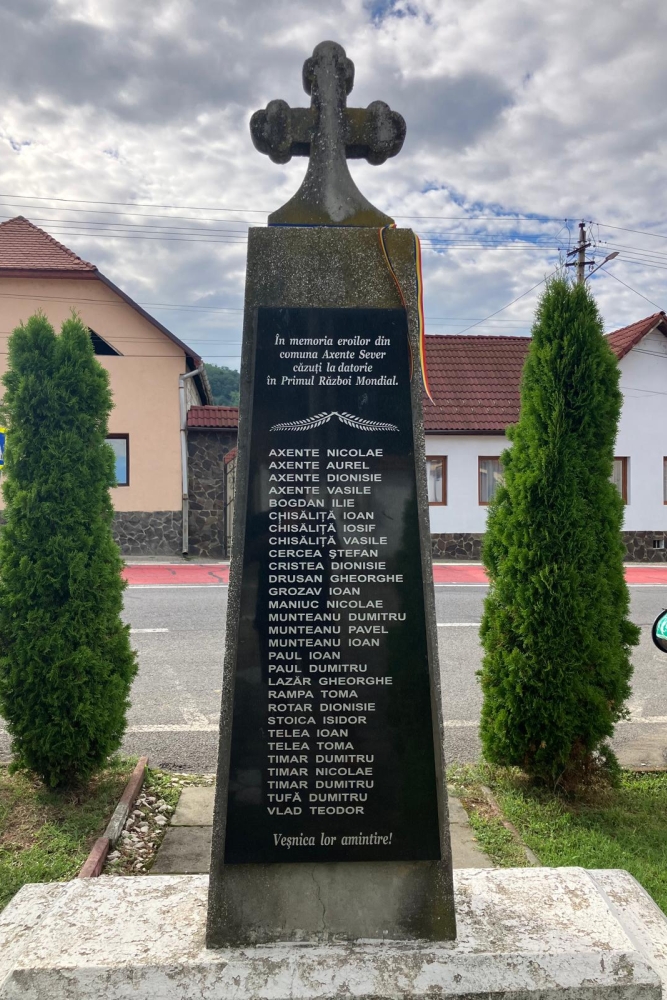 În memoria eroilor din
comuna Axente Sever
căzuți la datorie
în Primul Război Mondial.
AXENTE NICOLAE
AXENTE AUREL
AXENTE DIONISIE
AXENTE VASILE
BOGDAN ILIE
CHISĂLIȚĂ IOAN
CHISĂLIȚĂ IOSIF
CHISĂLIȚĂ VASILE
CERCEA ŞTEFAN
CRISTEA DIONISIE
DRUSAN GHEORGHE
GROZAV IOAN
MANIUC NICOLAE
MUNTEANU DUMITRU
MUNTEANU PAVEL
MUNTEANU IOAN
PAUL IOAN
PAUL DUMITRU
LAZĂR GHEORGHE
RAMPA TOMA
ROTAR DIONISIE
STOICA ISIDOR
TELEA IOAN
TELEA TOMA
TIMAR DUMITRU
TIMAR NICOLAE
TIMAR DUMITRU
TUFĂ DUMITRU
VLAD TEODOR
Veşnica lor amintire!